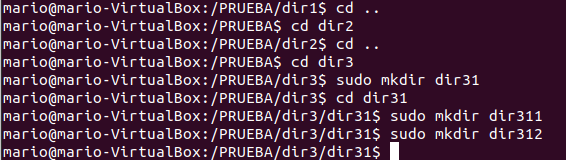 mario@mario-VirtualBox:/PRUEBA/dir1$ cd ..
mario@mario-VirtualBox:/PRUEBA$ cd dir2
mario@mario-VirtualBox:/PRUEBA/dir2$ cd ..
mario@mario-VirtualBox:/PRUEBA$ cd dir3
mario@mario-VirtualBox:/PRUEBA/dir3$ sudo mkdir dir31
mario@mario-VirtualBox:/PRUEBA/dir3$ cd dir31
mario@mario-VirtualBox:/PRUEBA/dir3/dir31$ sudo mkdir dir311
mario@mario-VirtualBox:/PRUEBA/dir3/dir31$ sudo mkdir dir312
mario@mario-VirtualBox:/PRUEBA/dir3/dir31$